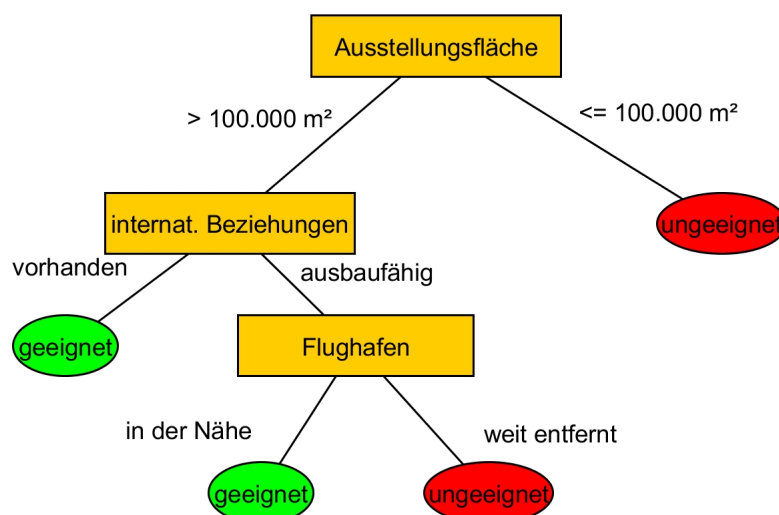 Ausstellungsfläche
> 100.000 m²
<= 100.000 m²
internat. Beziehungen
ungeeignet
vorhanden
ausbaufähig
geeignet
Flughafen
in der Nähe
weit entfernt
geeignet
ungeeignet